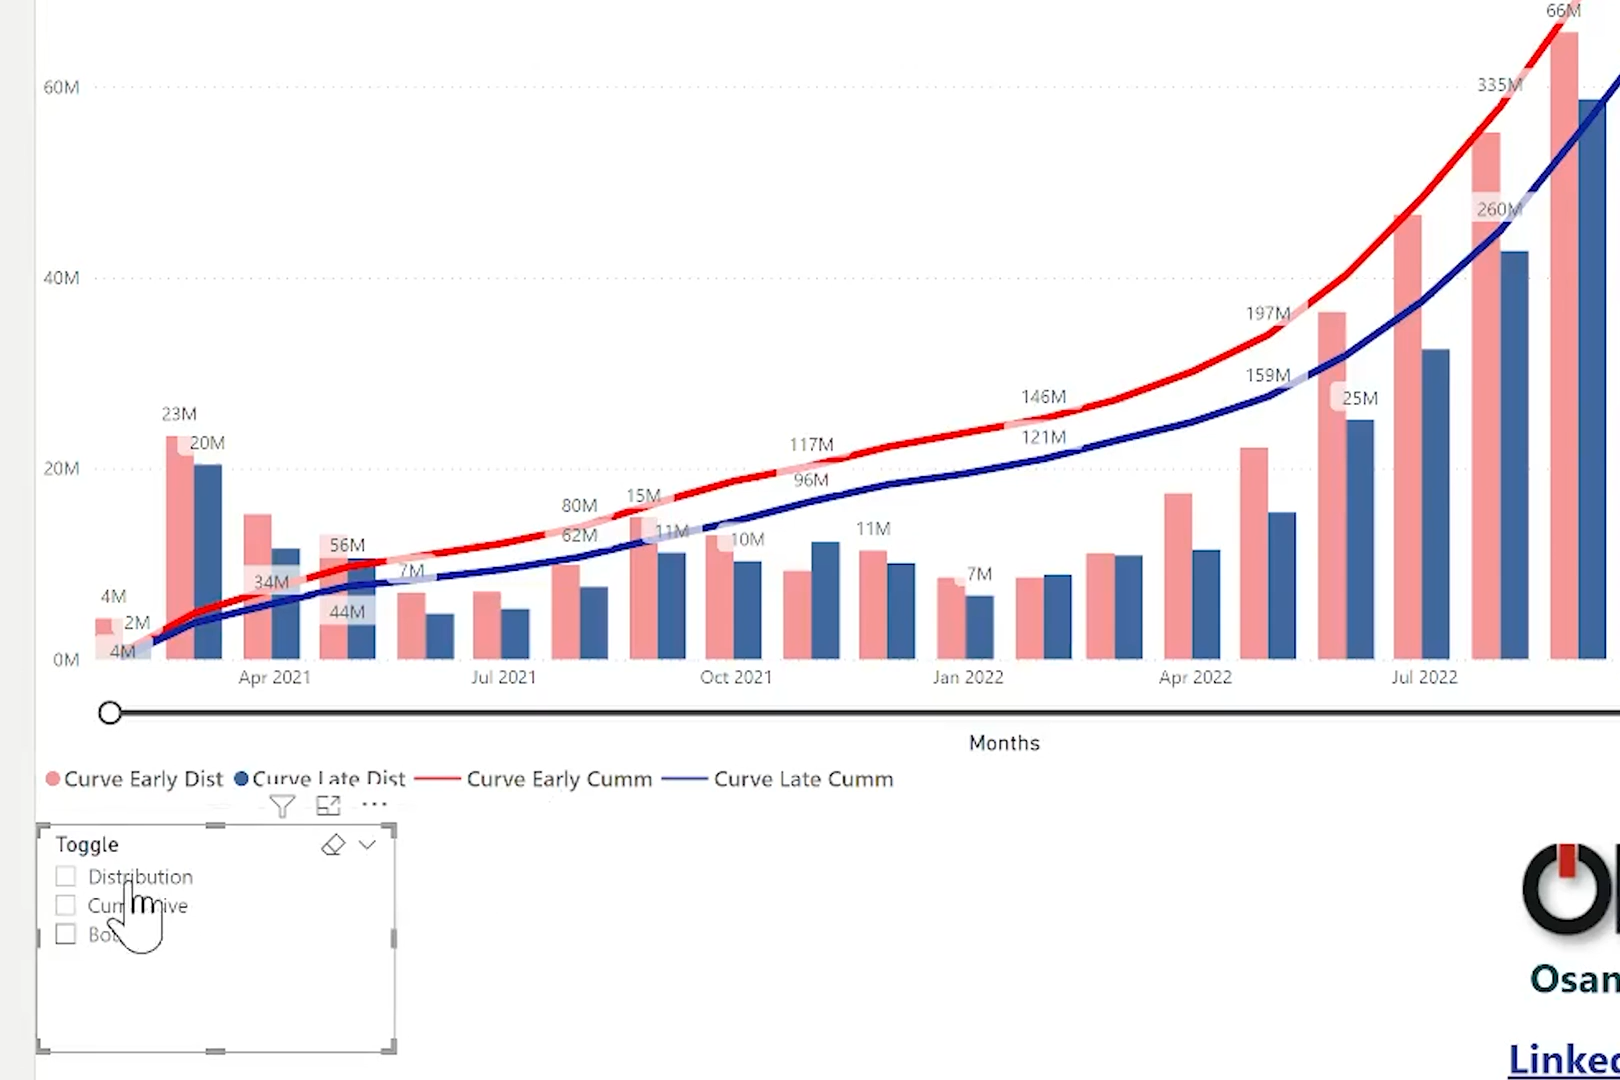 66M
335M
60M
260M
40M
197M
159M
25M
146M
121M
117M
96M
23M
20M
20M
80M
15M
62M
11M
10M
11M
56M
7M
34M
44M
7M
4M
2M
4M
0M
Apr 2021 Jul 2021 Oct 2021 Jan 2022 Apr 2022 Jul 2022
Months
Curve Early Dist Curve Late Dist Curve Early Cumm Curve Late Cumm
Toggle
Distribution
Osan
Linke